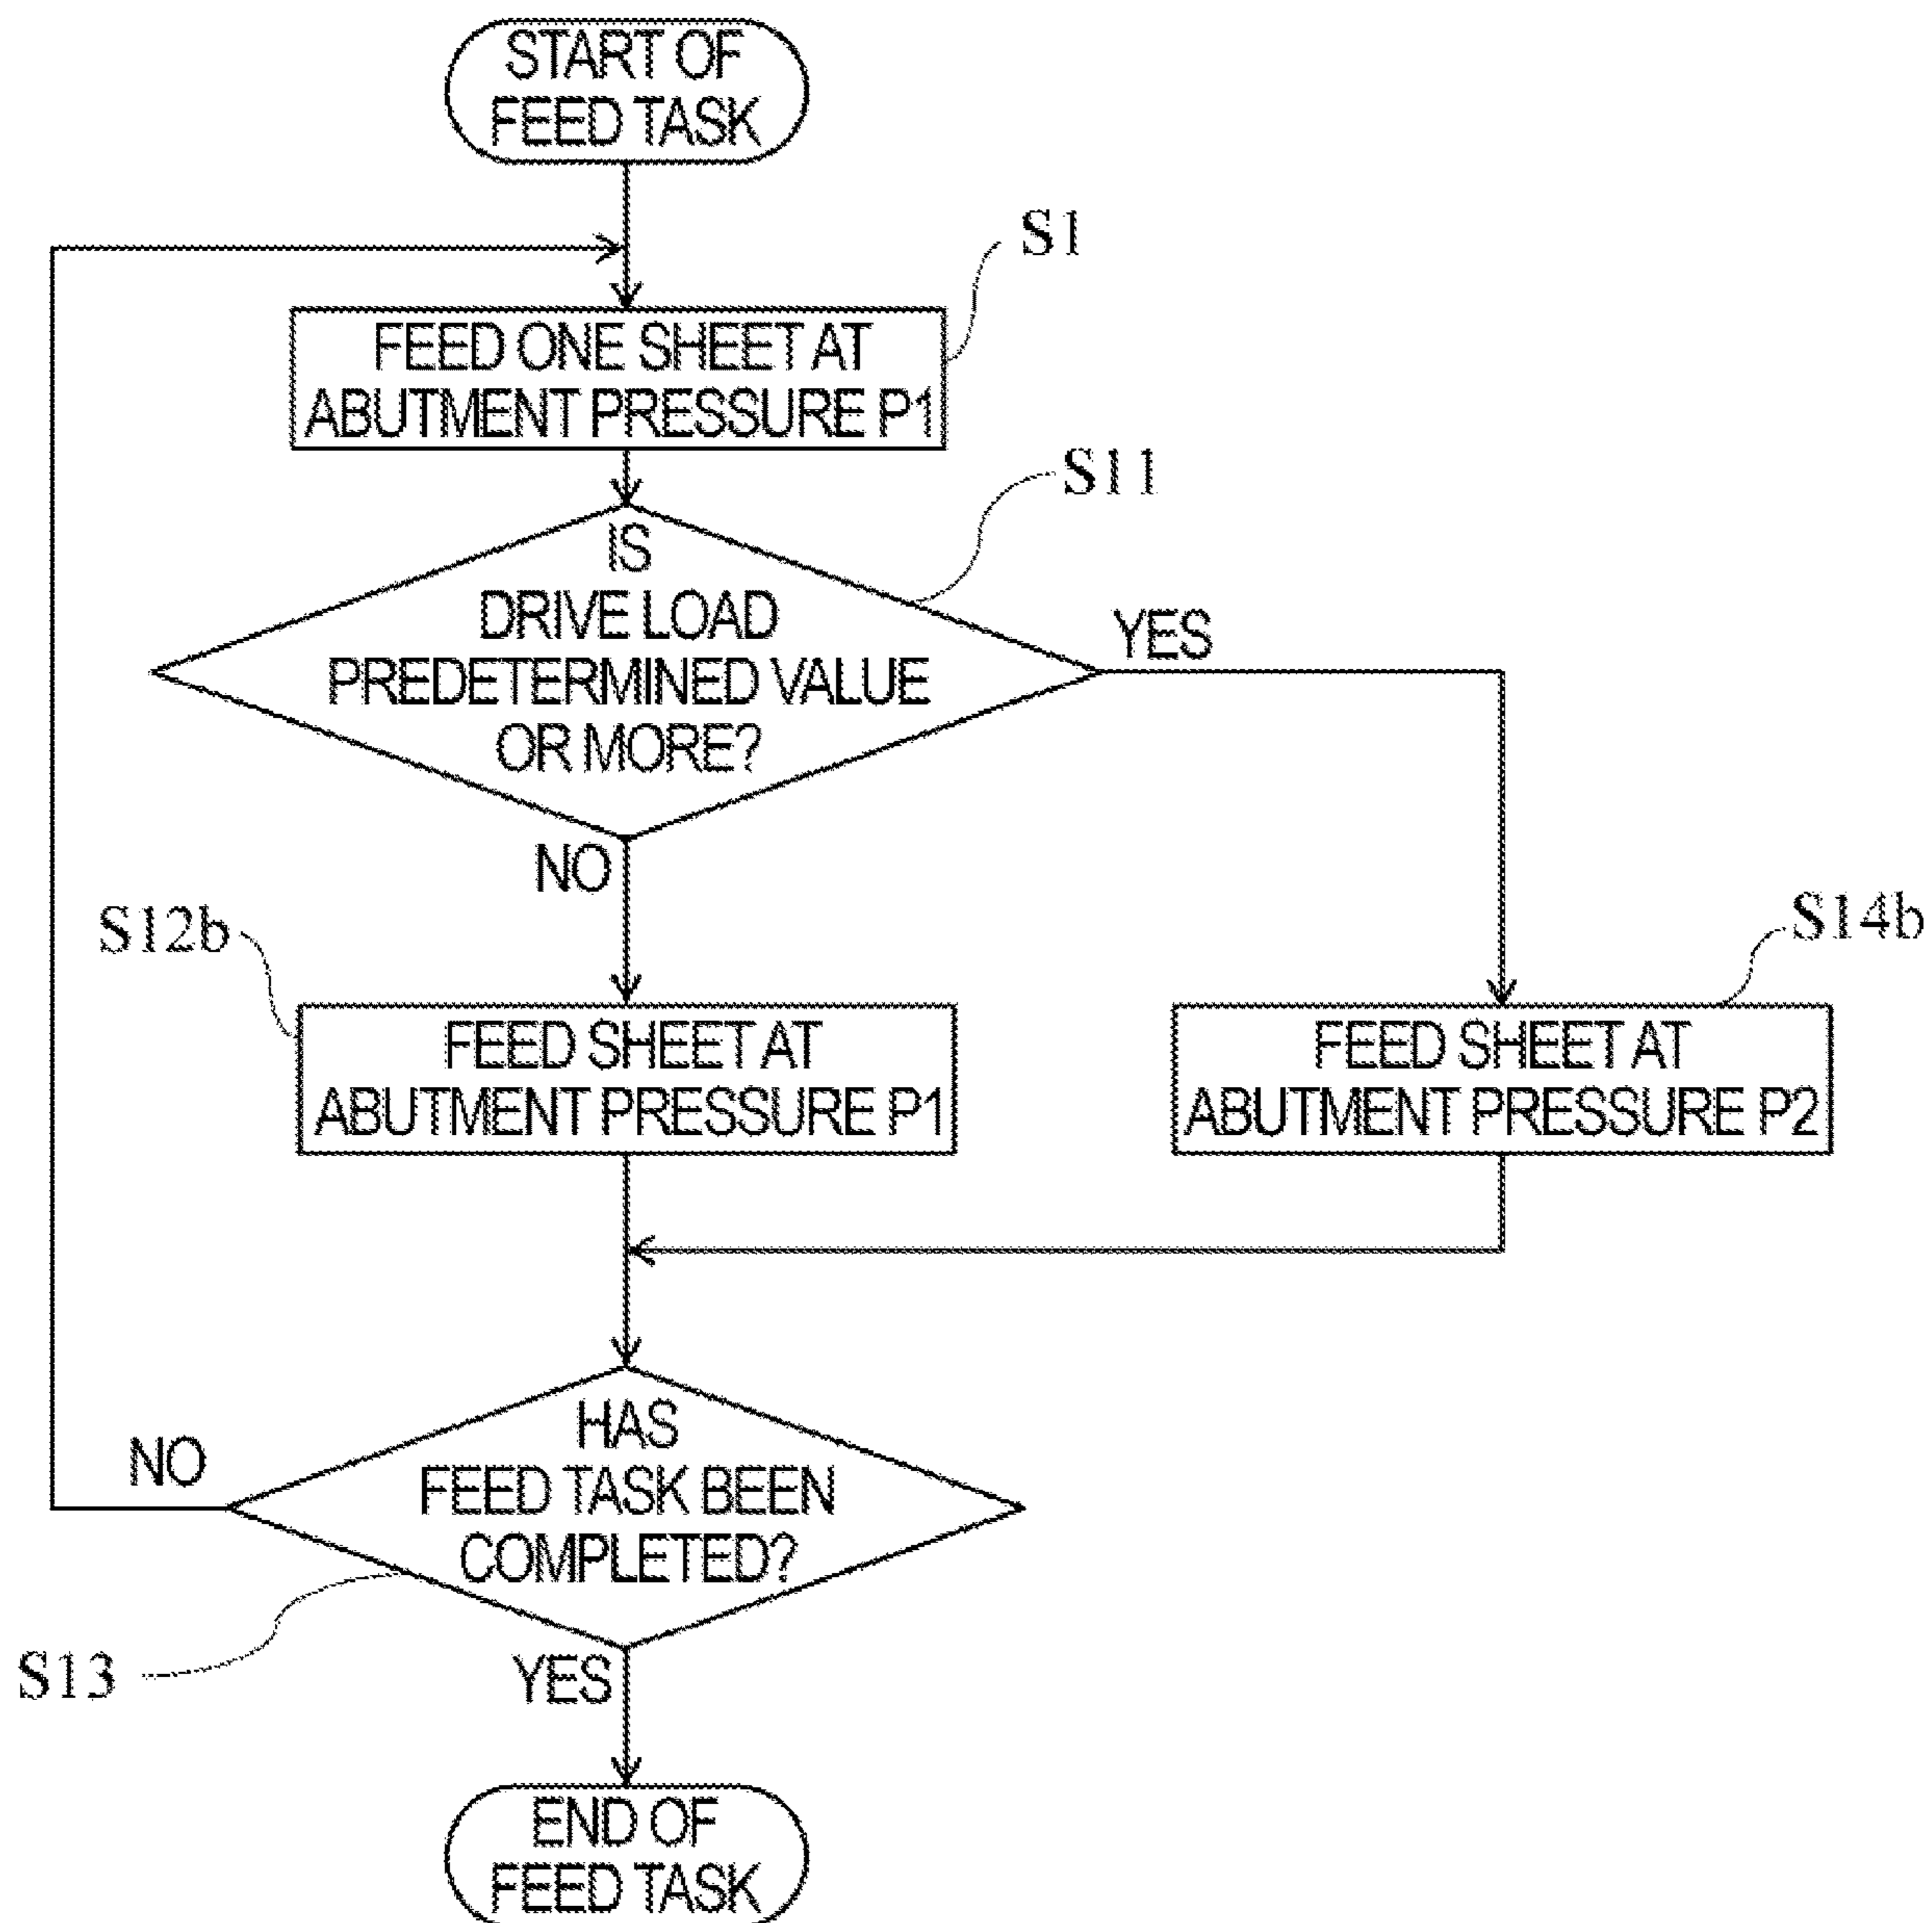 START OF
FEED TASK
S1
FEED ONE SHEET AT
ABUTMENT PRESSURE P1
S11
IS
DRIVE LOAD
PREDETERMINED VALUE
OR MORE?
YES
NO
S12b
S14b
FEED SHEET AT
ABUTMENT PRESSURE P1
FEED SHEET AT
ABUTMENT PRESSURE P2
HAS
FEED TASK BEEN
COMPLETED?
NO
S13
YES
END OF
FEED TASK